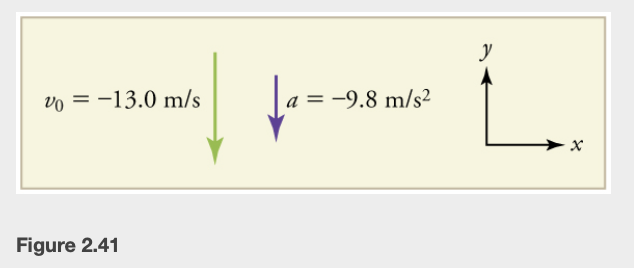 v₀ = −13.0 m/s
a = −9.8 m/s²
y
x
Figure 2.41